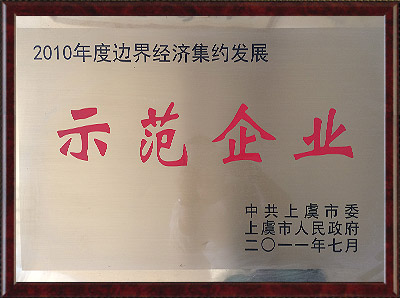 2010年度边界经济集约发展
示范企业
中共上虞市委
上虞市人民政府
二〇一一年七月